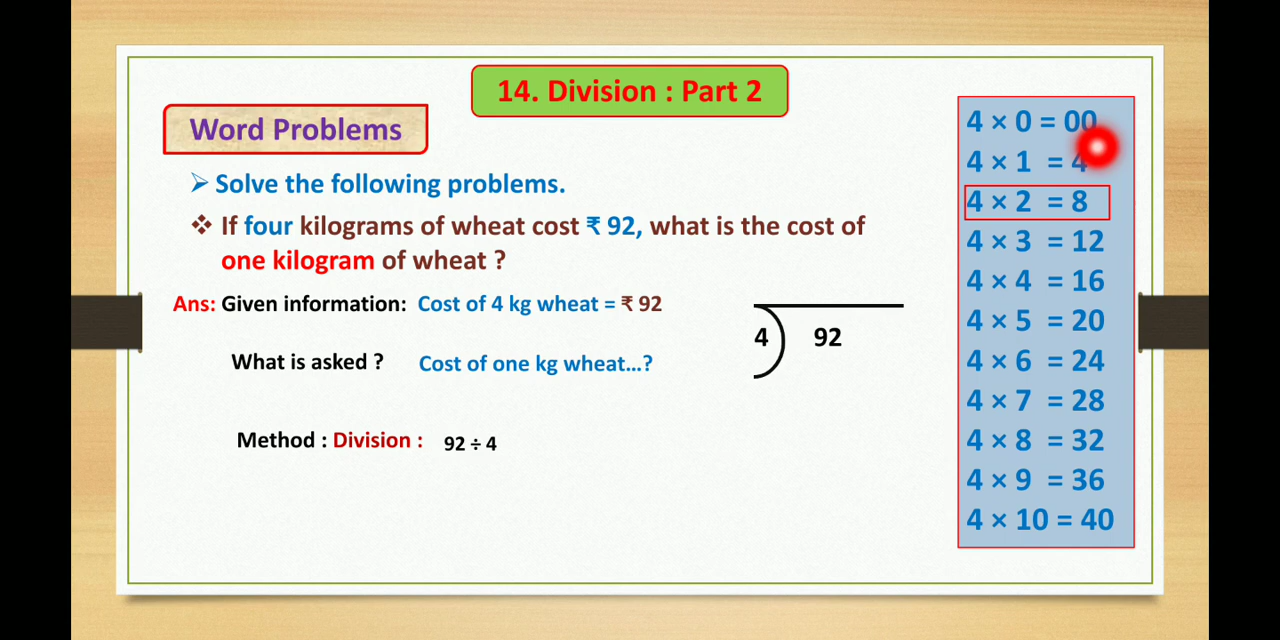 14. Division : Part 2
Word Problems
➢ Solve the following problems.
❖ If four kilograms of wheat cost ₹ 92, what is the cost of
one kilogram of wheat ?
Ans: Given information: Cost of 4 kg wheat = ₹ 92
What is asked ? Cost of one kg wheat...?
Method : Division : 92 ÷ 4
4 92
4 × 0 = 00
4 × 1 = 4
4 × 2 = 8
4 × 3 = 12
4 × 4 = 16
4 × 5 = 20
4 × 6 = 24
4 × 7 = 28
4 × 8 = 32
4 × 9 = 36
4 × 10 = 40